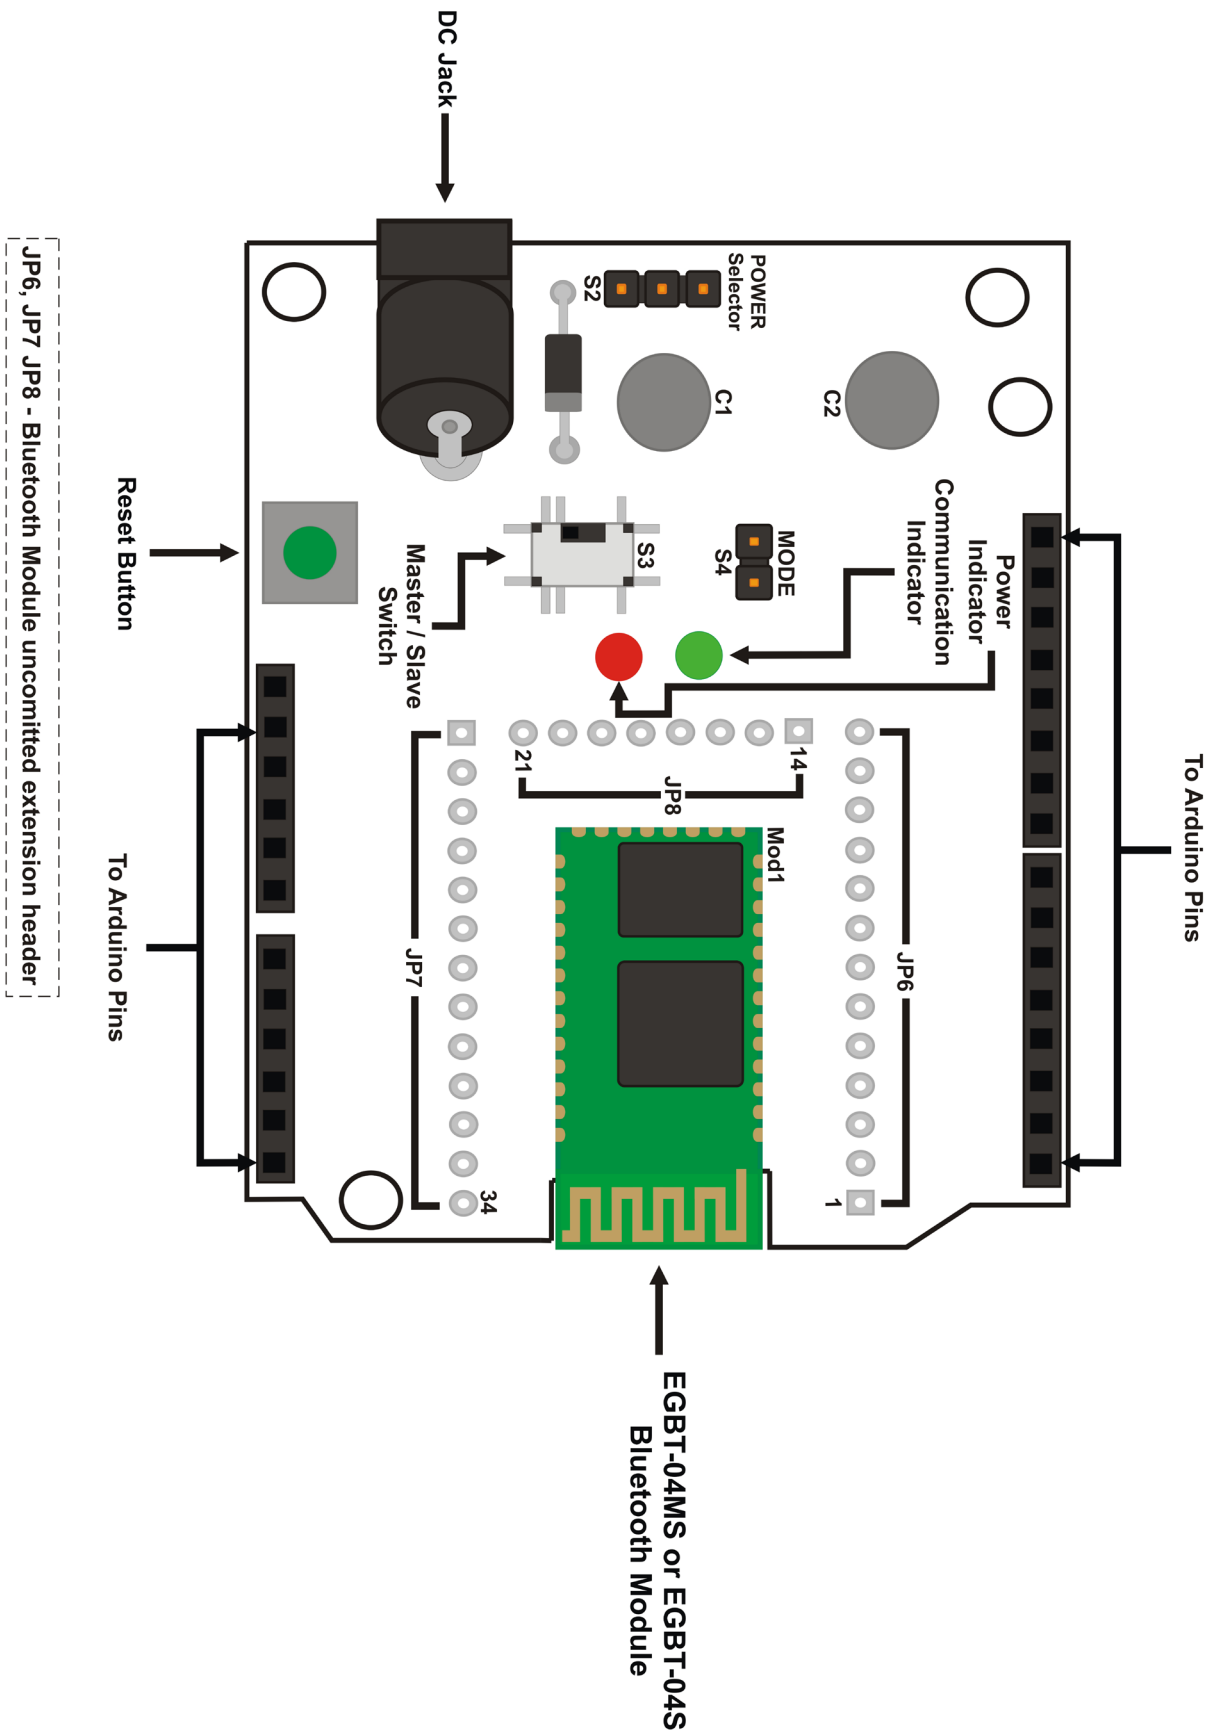 To Arduino Pins
POWER
Selector
S2
C1
C2
Communication
Indicator
Power
Indicator
MODE
S4
S3
DC Jack
Master / Slave
Switch
Reset Button
14
21
JP8
JP6
JP7
Mod1
1
34
EGBT-04MS or EGBT-04S
Bluetooth Module
To Arduino Pins
JP6, JP7 JP8 - Bluetooth Module uncomitted extension header